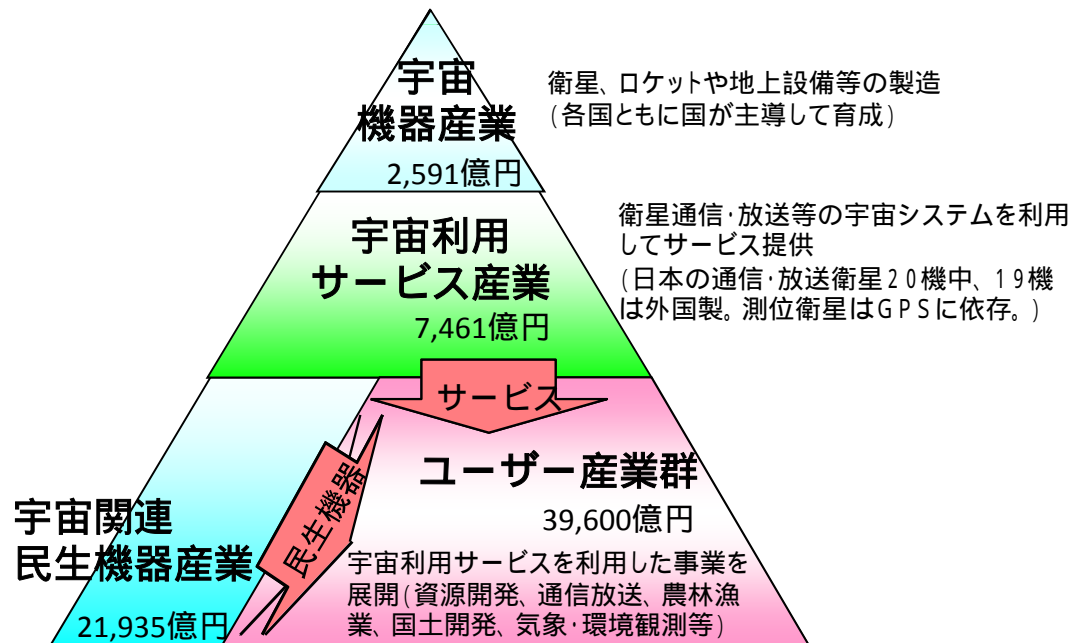 宇宙
機器産業
2,591億円
衛星、ロケットや地上設備等の製造
(各国ともに国が主導して育成)
宇宙利用
サービス産業
7,461億円
衛星通信・放送等の宇宙システムを利用
してサービス提供
(日本の通信・放送衛星20機中、19機
は外国製。測位衛星はGPSに依存。)
サービス
民生機器
ユーザー産業群
39,600億円
宇宙利用サービスを利用した事業を
展開(資源開発、通信放送、農林漁
業、国土開発、気象・環境観測等)
宇宙関連
民生機器産業
21,935億円